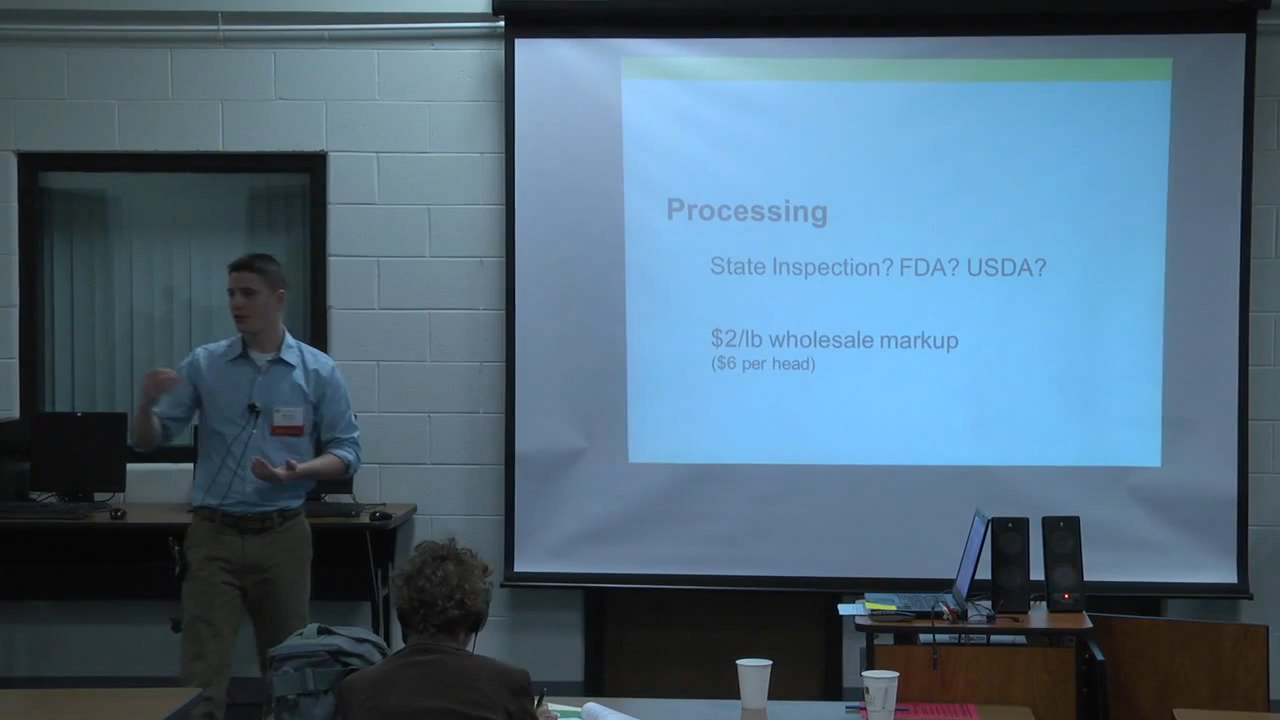 Processing
State Inspection? FDA? USDA?
$2/lb wholesale markup
($6 per head)